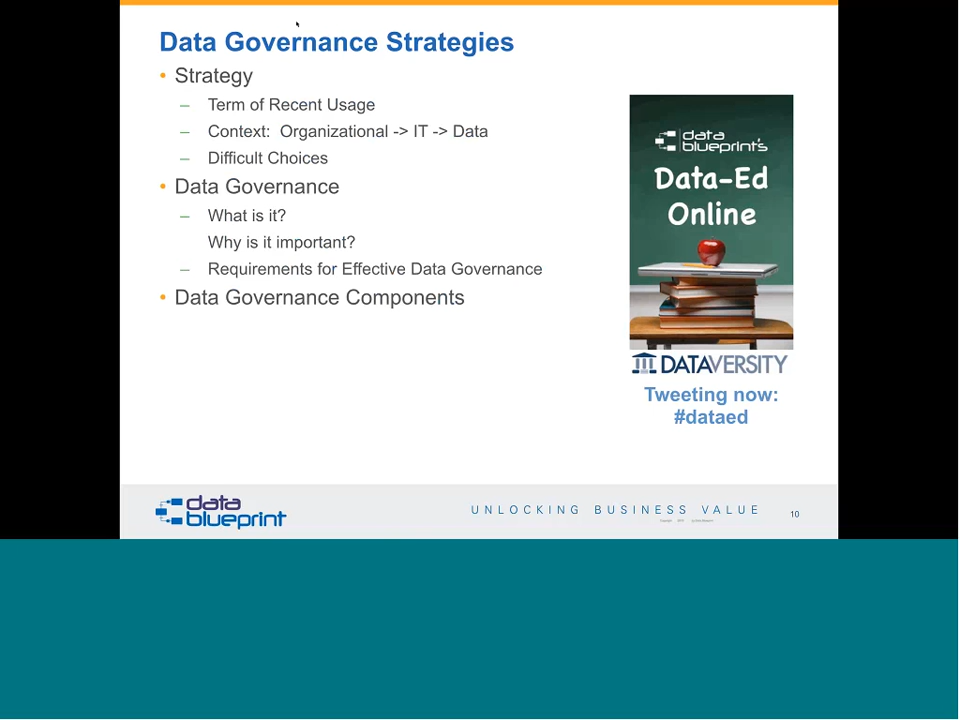 Data Governance Strategies
• Strategy
– Term of Recent Usage
– Context: Organizational -> IT -> Data
– Difficult Choices
• Data Governance
– What is it?
Why is it important?
– Requirements for Effective Data Governance
• Data Governance Components
data
blueprint's
Data-Ed
Online
DATAVERSITY
Tweeting now:
#dataed
data
blueprint
UNLOCKING BUSINESS VALUE
10